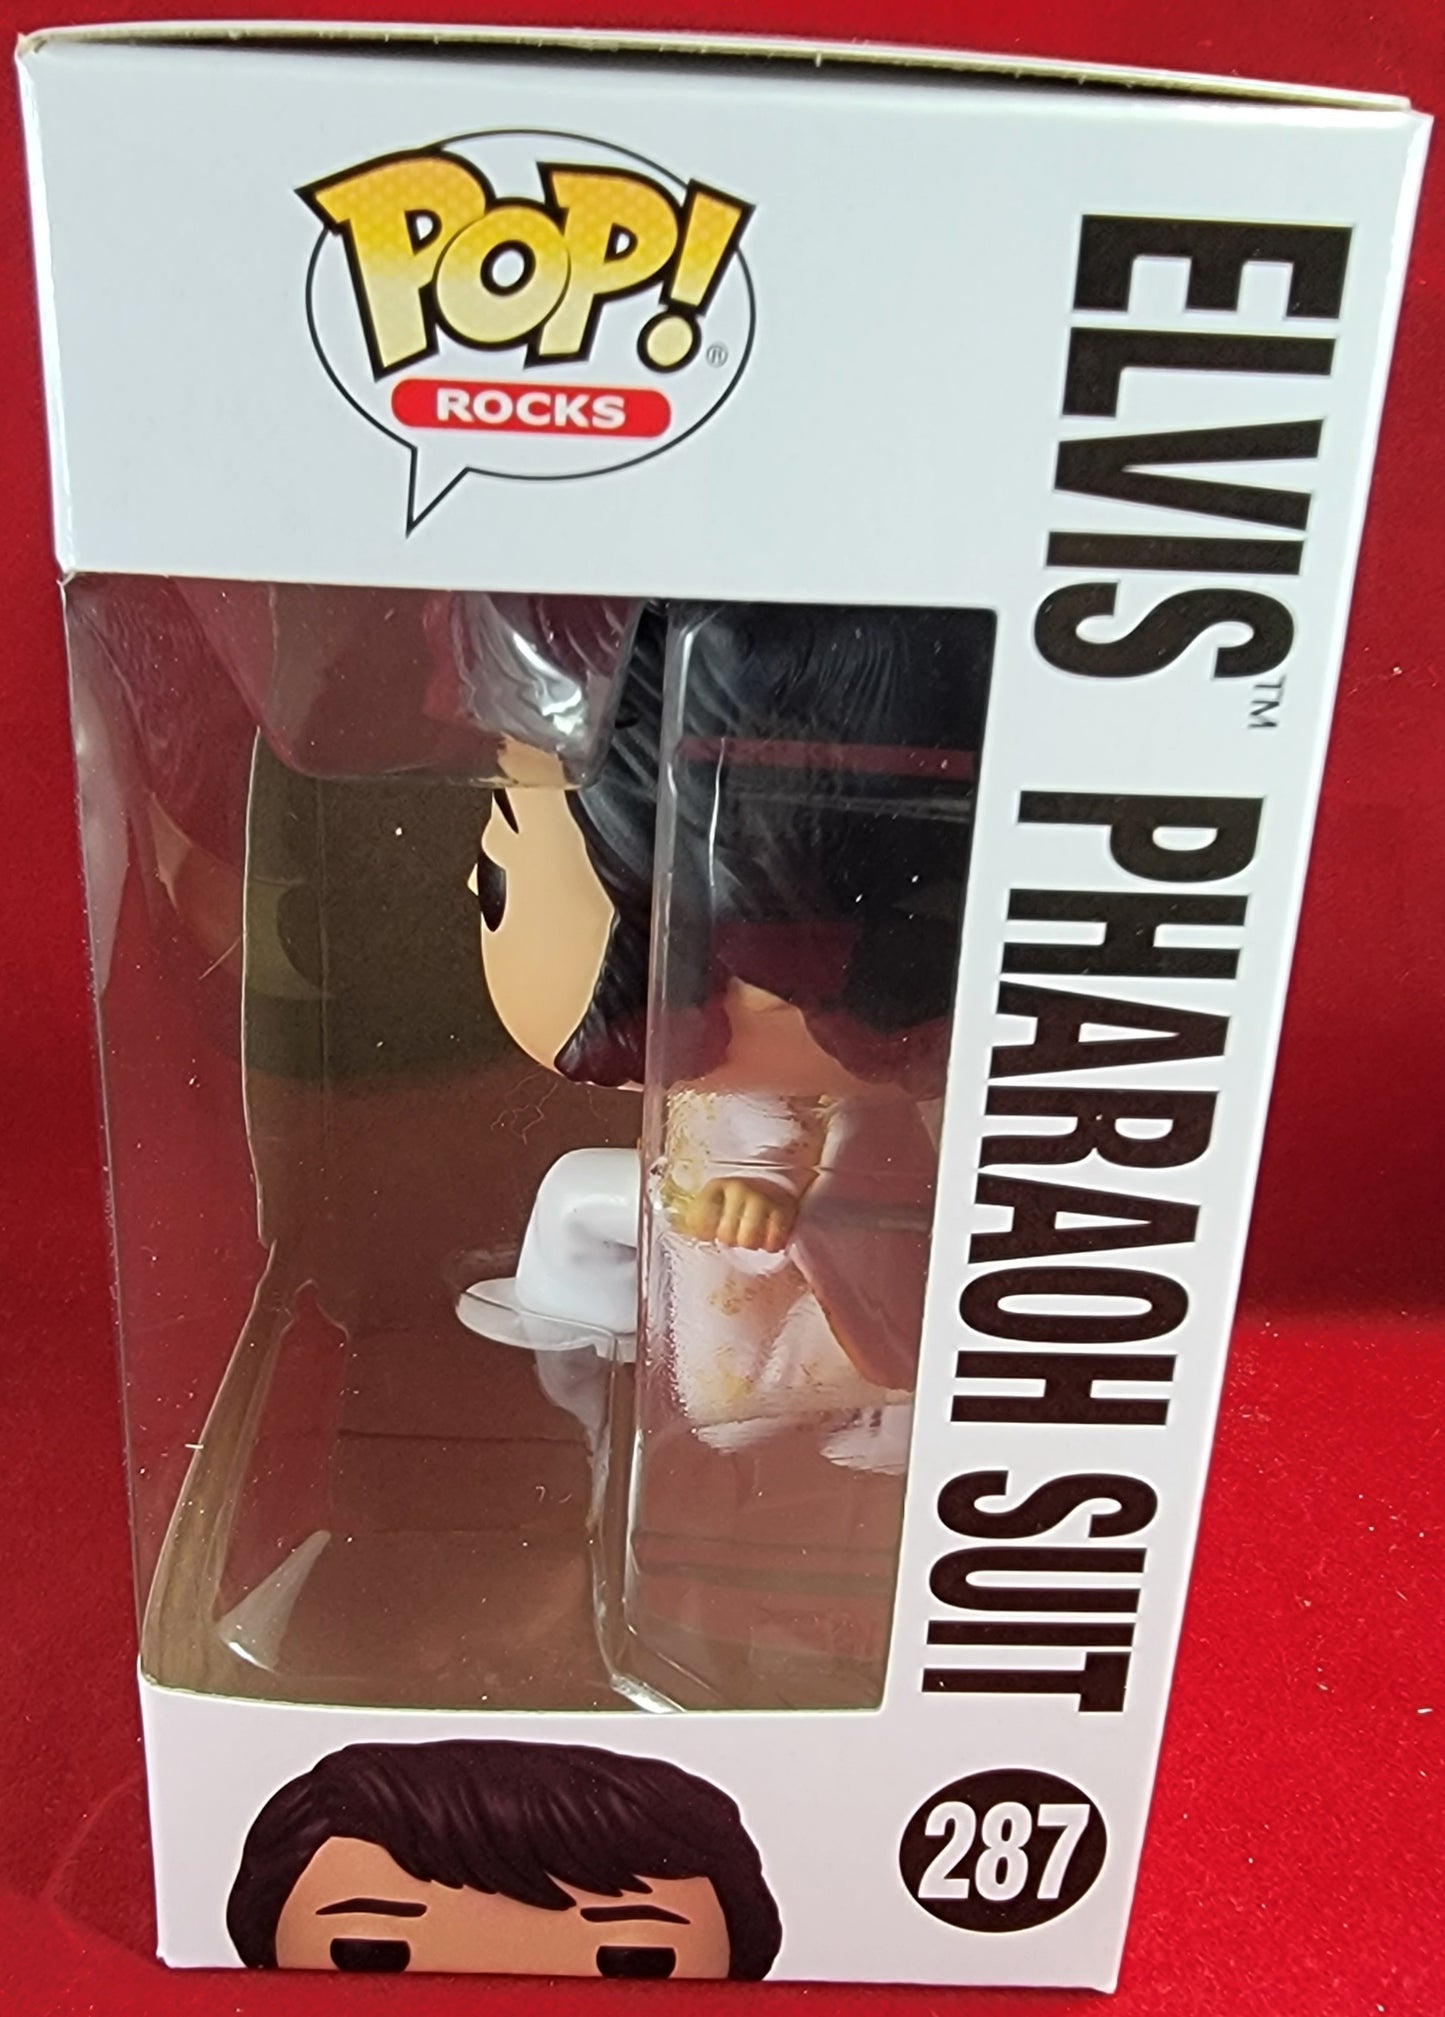 POP!®
ROCKS
ELVIS™ PHARAOH SUIT
287